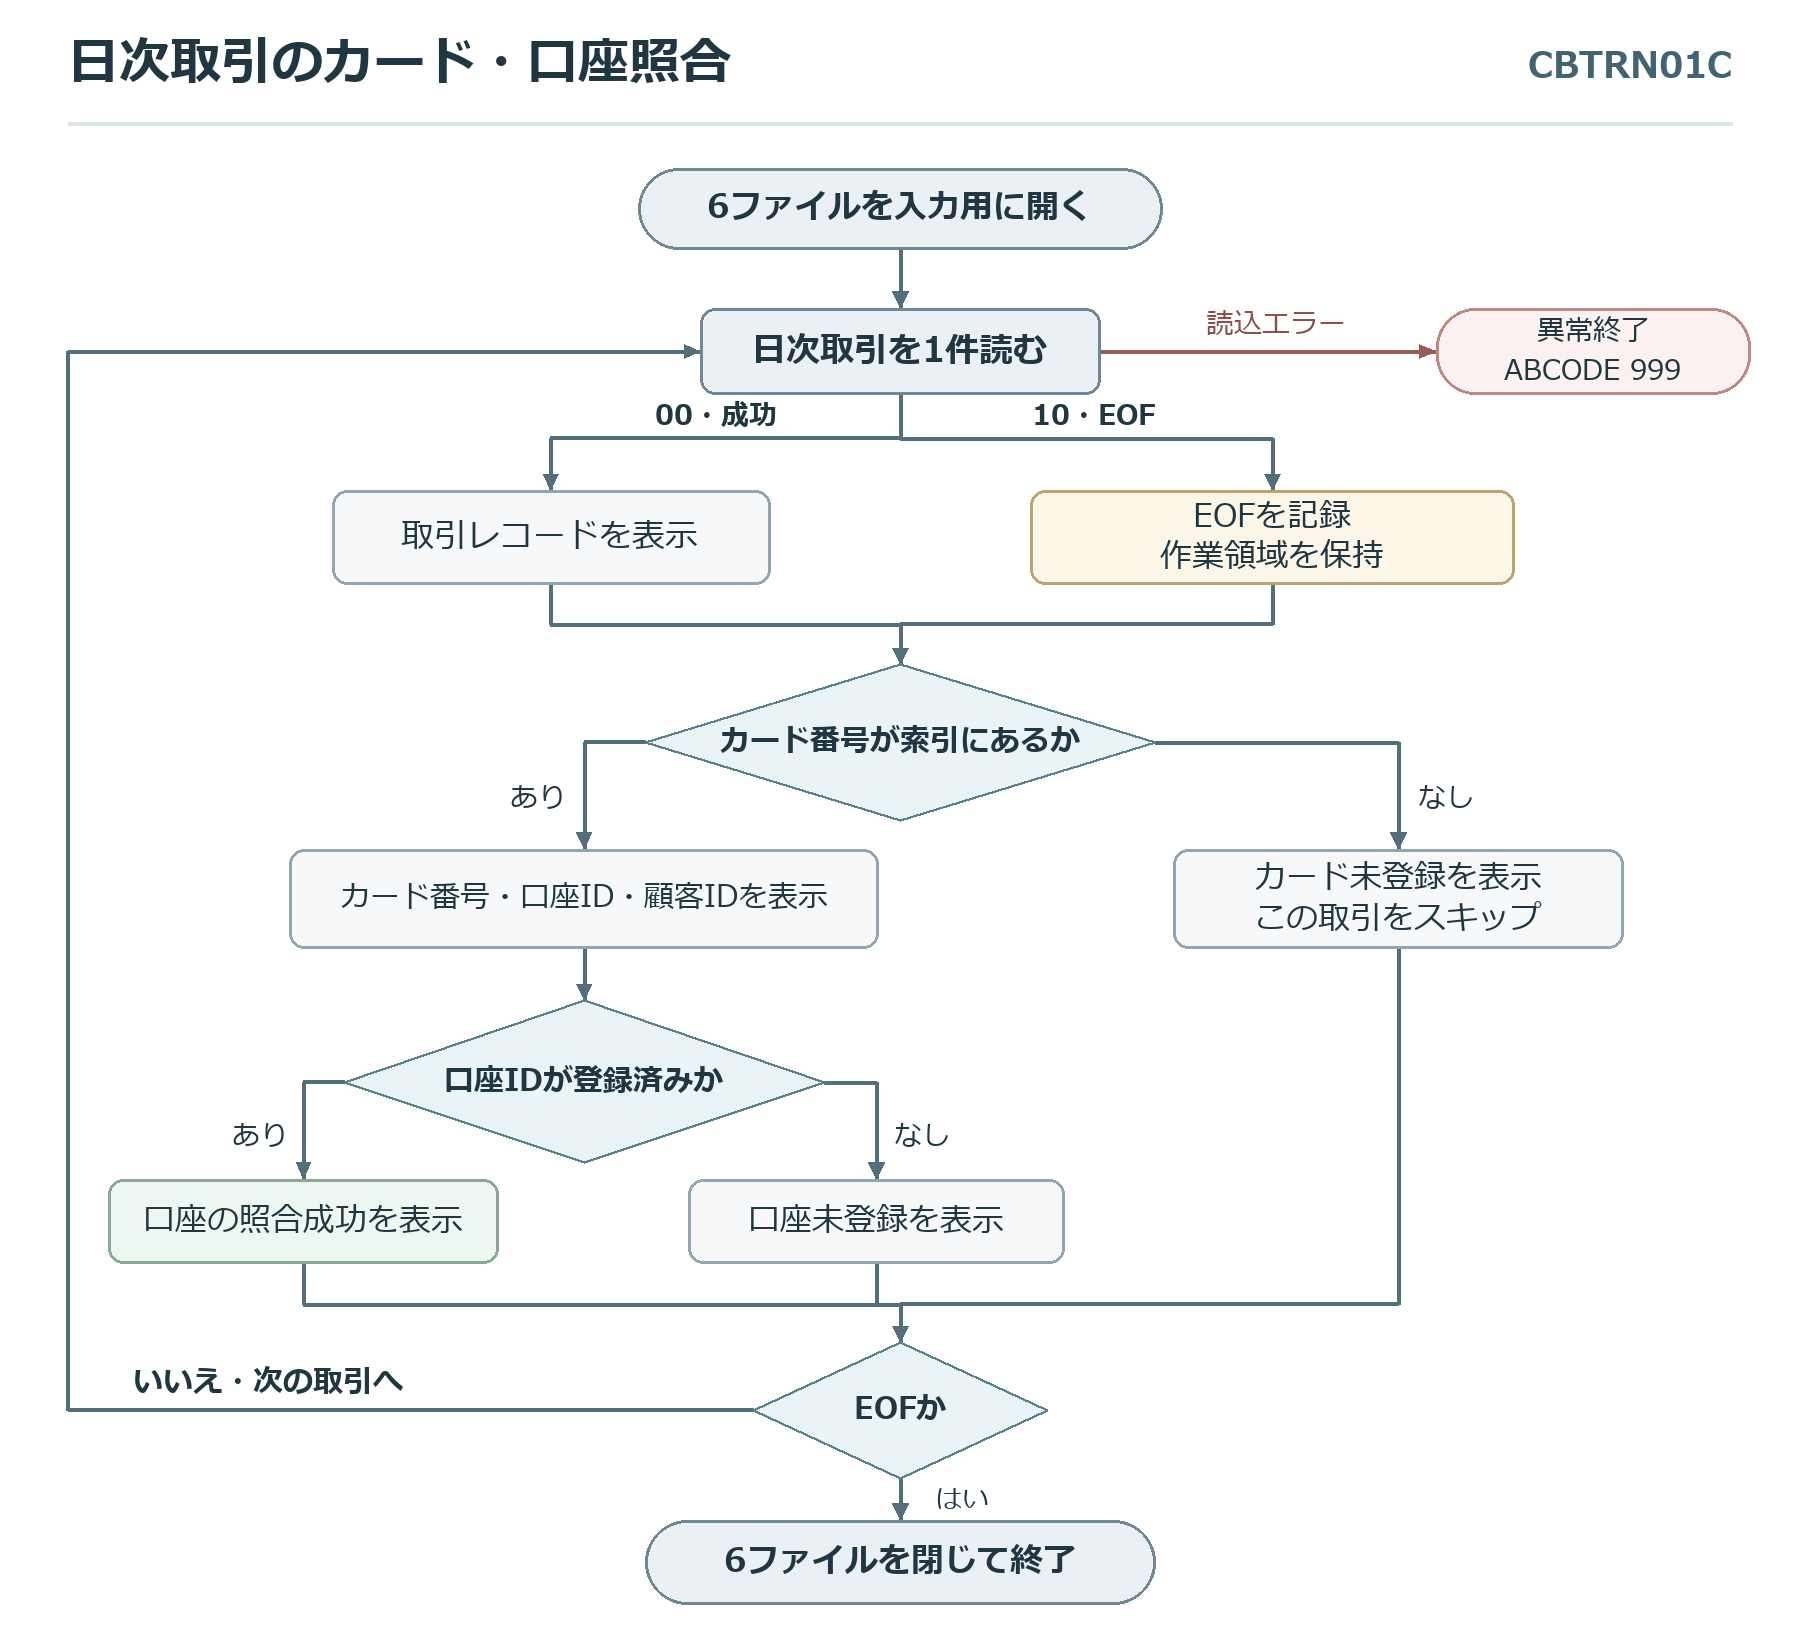 日次取引のカード・口座照合
CBTRN01C
6ファイルを入力用に開く
日次取引を1件読む
読込エラー
異常終了
ABCODE 999
00・成功
10・EOF
取引レコードを表示
EOFを記録
作業領域を保持
カード番号が索引にあるか
あり
なし
カード番号・口座ID・顧客IDを表示
カード未登録を表示
この取引をスキップ
口座IDが登録済みか
あり
なし
口座の照合成功を表示
口座未登録を表示
いいえ・次の取引へ
EOFか
はい
6ファイルを閉じて終了